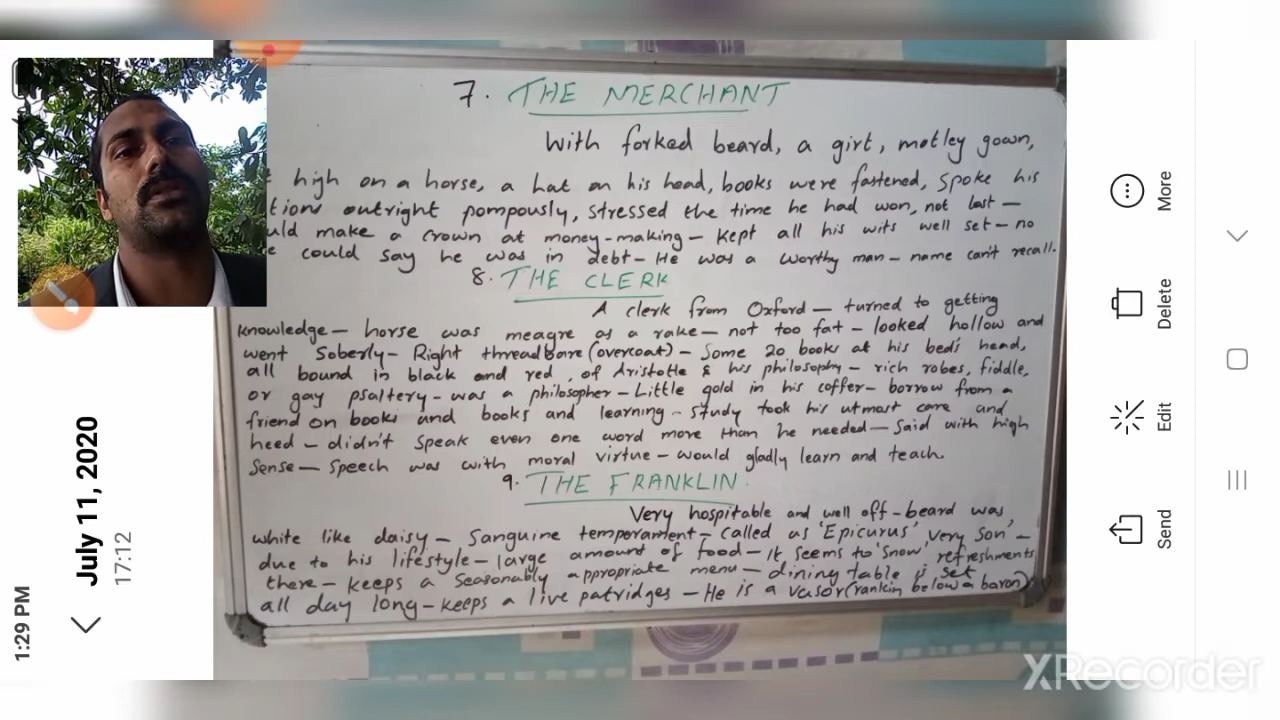 7. THE MERCHANT
With forked beard, a girt, motley gown,
high on a horse, a hat on his head, books were fastened, spoke his
tions outright pompously, stressed the time he had won, not last —
uld make a crown at money-making — kept all his wits well set — no
e could say he was in debt — He was a worthy man — name can't recall.
8. THE CLERK
A clerk from Oxford — turned to getting
knowledge — horse was meagre as a rake — not too fat — looked hollow and
went soberly — Right threadbare (overcoat) — Some 20 books at his bed's head,
all bound in black and red, of Aristotle & his philosophy — rich robes, fiddle,
or gay psaltery — was a philosopher — Little gold in his coffer — borrow from a
friend on books and books and learning — study took his utmost care and
heed — didn't speak even one word more than he needed — Said with high
sense — speech was with moral virtue — would gladly learn and teach.
9. THE FRANKLIN
Very hospitable and well off — beard was
white like daisy — Sanguine temperament — called as 'Epicurus' very son' —
due to his lifestyle — large amount of food — it seems to 'snow' refreshments
there — keeps a seasonably appropriate menu — dining table is set
all day long — keeps a live patridges — He is a vasor (rankin below a baron)
1:29 PM
July 11, 2020
17:12
More
Delete
Edit
Send
XRecorder